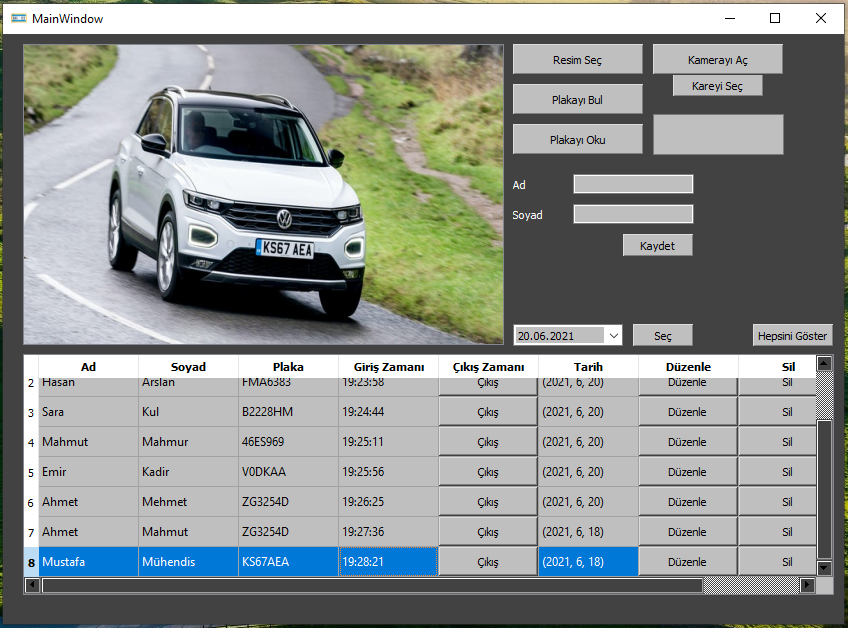 MainWindow
Resim Seç
Kamerayı Aç
Kareyi Seç
Plakayı Bul
Plakayı Oku
Ad
Soyad
Kaydet
KS67 AEA
20.06.2021
Seç
Hepsini Göster
Ad Soyad Plaka Giriş Zamanı Çıkış Zamanı Tarih Düzenle Sil
2 Hasan Arslan FMA6383 19:23:58 Çıkış (2021, 6, 20) Düzenle Sil
3 Sara Kul B2228HM 19:24:44 Çıkış (2021, 6, 20) Düzenle Sil
4 Mahmut Mahmur 46ES969 19:25:11 Çıkış (2021, 6, 20) Düzenle Sil
5 Emir Kadir V0DKAA 19:25:56 Çıkış (2021, 6, 20) Düzenle Sil
6 Ahmet Mehmet ZG3254D 19:26:25 Çıkış (2021, 6, 20) Düzenle Sil
7 Ahmet Mahmut ZG3254D 19:27:36 Çıkış (2021, 6, 18) Düzenle Sil
8 Mustafa Mühendis KS67AEA 19:28:21 Çıkış (2021, 6, 18) Düzenle Sil